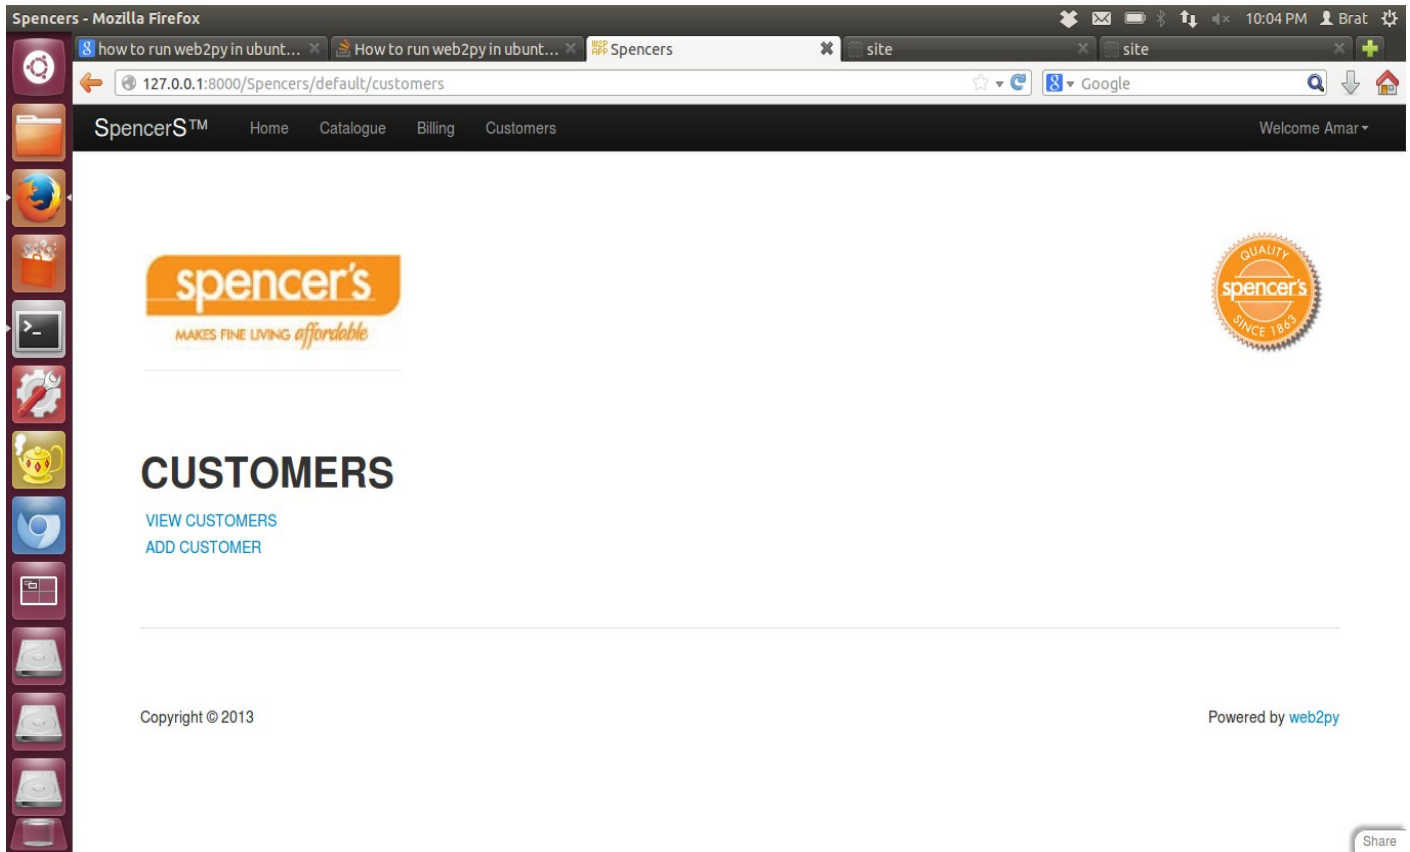 Spencers - Mozilla Firefox
10:04 PM Brat
how to run web2py in ubunt...
How to run web2py in ubunt...
W2P
APP
Spencers
site
site
127.0.0.1:8000/Spencers/default/customers
8
Google
SpencerS™ Home Catalogue Billing Customers Welcome Amar
spencer's
MAKES FINE LIVING affordable
QUALITY
spencer's
SINCE 1863
CUSTOMERS
VIEW CUSTOMERS
ADD CUSTOMER
Copyright © 2013 Powered by web2py
Share